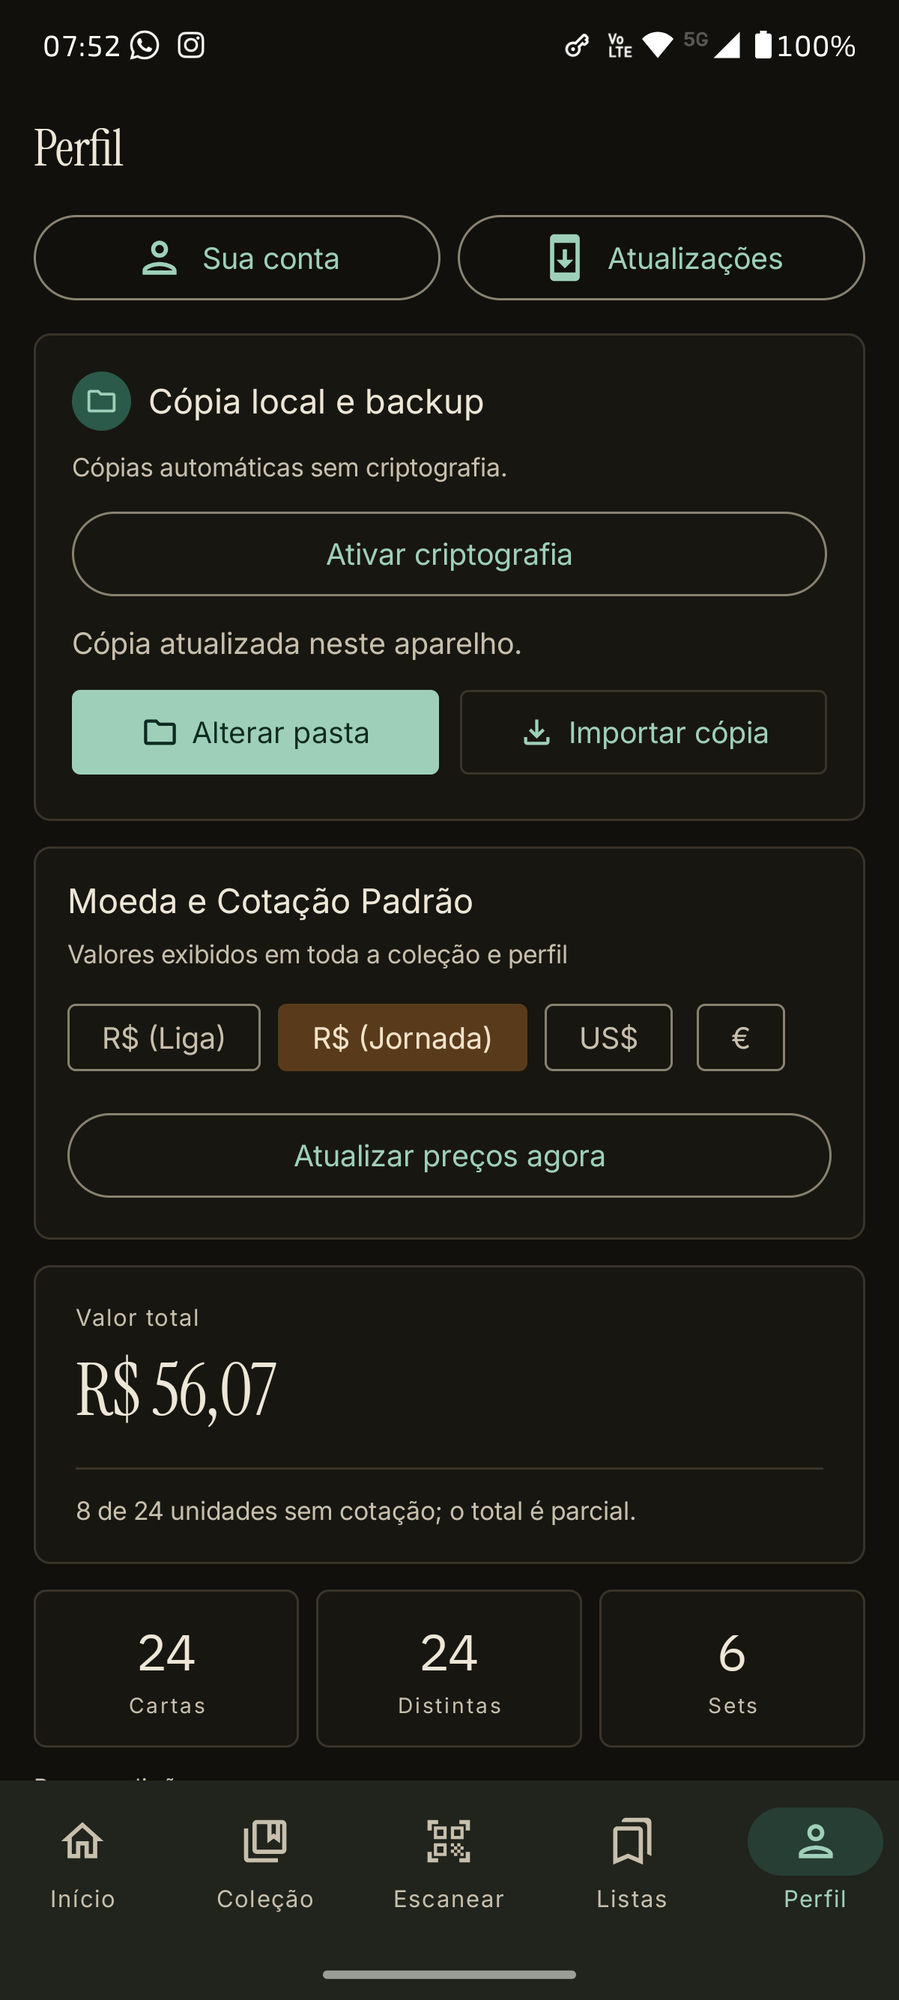 07:52
Vo LTE 5G 100%
Perfil
Sua conta
Atualizações
Cópia local e backup
Cópias automáticas sem criptografia.
Ativar criptografia
Cópia atualizada neste aparelho.
Alterar pasta
Importar cópia
Moeda e Cotação Padrão
Valores exibidos em toda a coleção e perfil
R$ (Liga)
R$ (Jornada)
US$
€
Atualizar preços agora
Valor total
R$ 56,07
8 de 24 unidades sem cotação; o total é parcial.
24
Cartas
24
Distintas
6
Sets
Início
Coleção
Escanear
Listas
Perfil